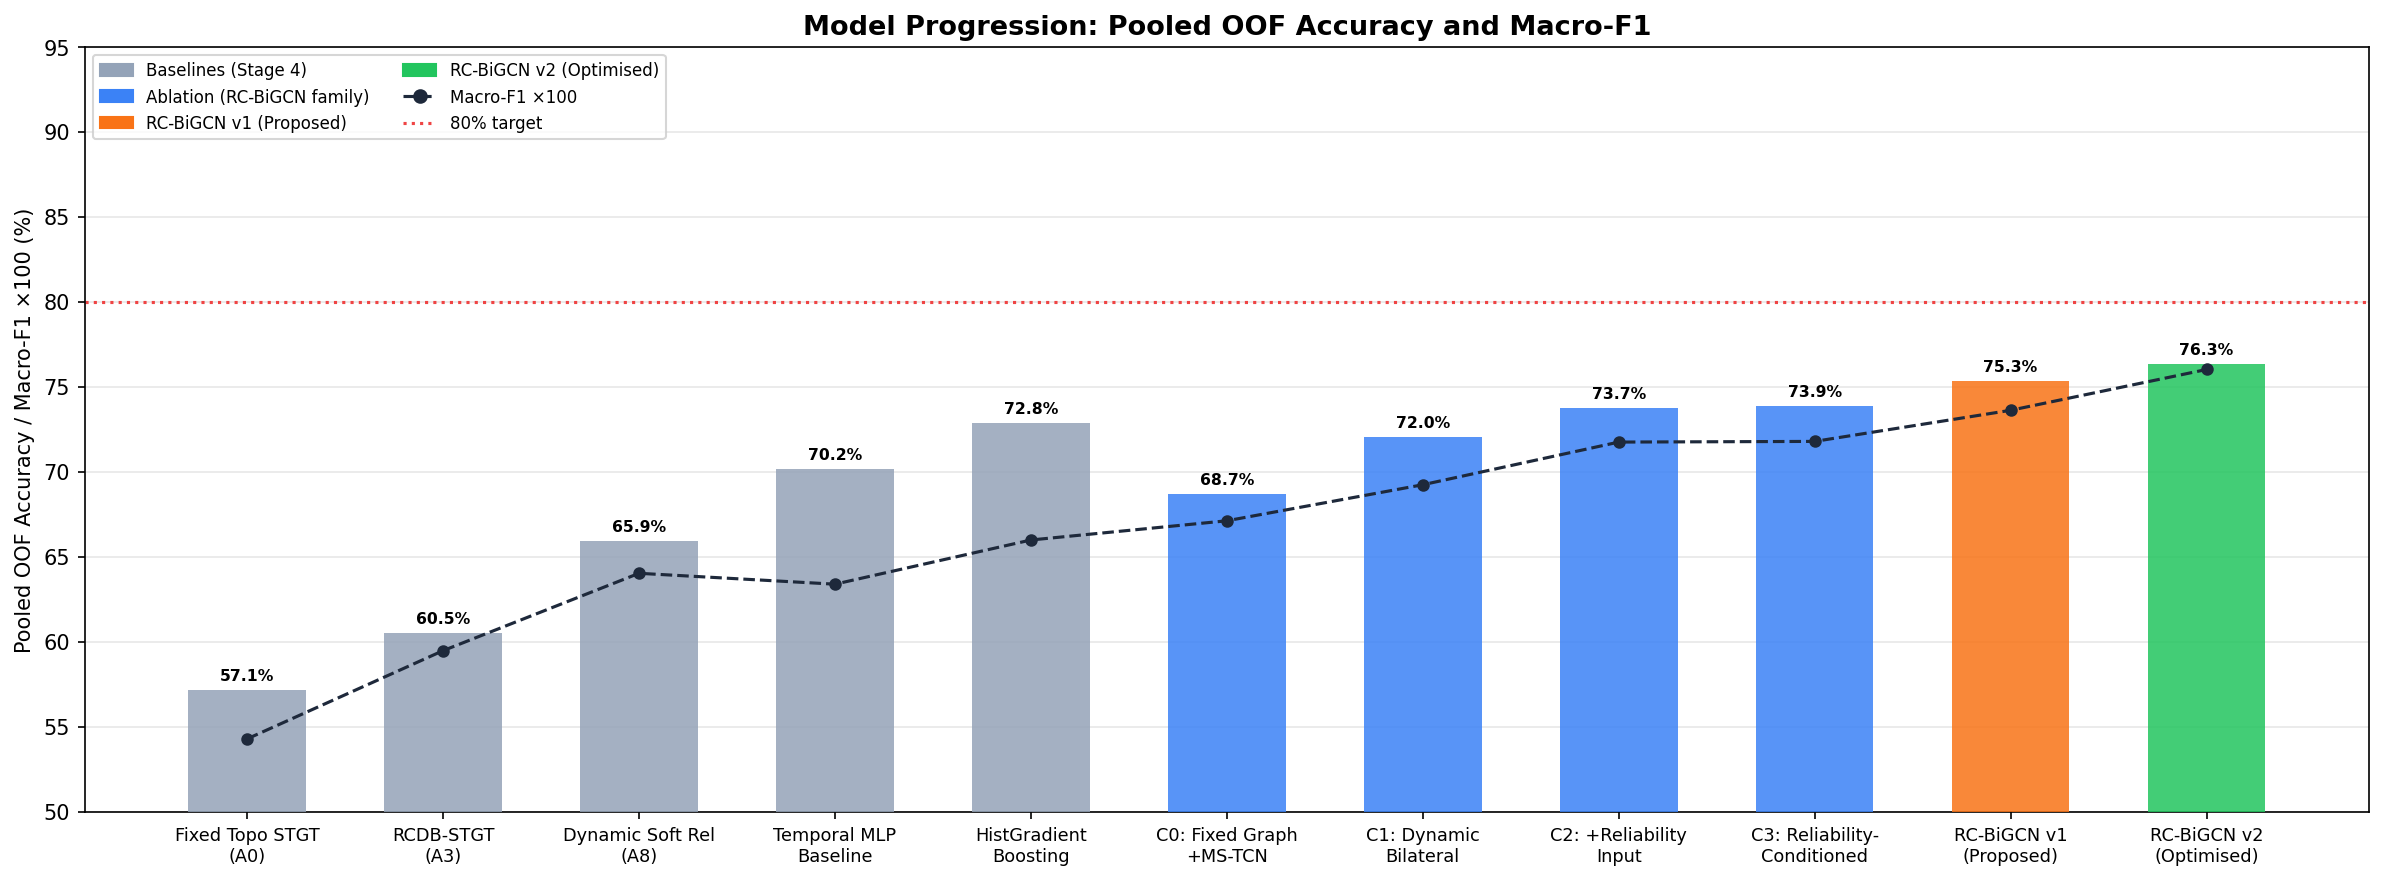 Model Progression: Pooled OOF Accuracy and Macro-F1
Baselines (Stage 4)
Ablation (RC-BiGCN family)
RC-BiGCN v1 (Proposed)
RC-BiGCN v2 (Optimised)
Macro-F1 ×100
80% target
Pooled OOF Accuracy / Macro-F1 ×100 (%)
95
90
85
80
75
70
65
60
55
50
57.1%
60.5%
65.9%
70.2%
72.8%
68.7%
72.0%
73.7%
73.9%
75.3%
76.3%
Fixed Topo STGT
(A0)
RCDB-STGT
(A3)
Dynamic Soft Rel
(A8)
Temporal MLP
Baseline
HistGradient
Boosting
C0: Fixed Graph
+MS-TCN
C1: Dynamic
Bilateral
C2: +Reliability
Input
C3: Reliability-
Conditioned
RC-BiGCN v1
(Proposed)
RC-BiGCN v2
(Optimised)